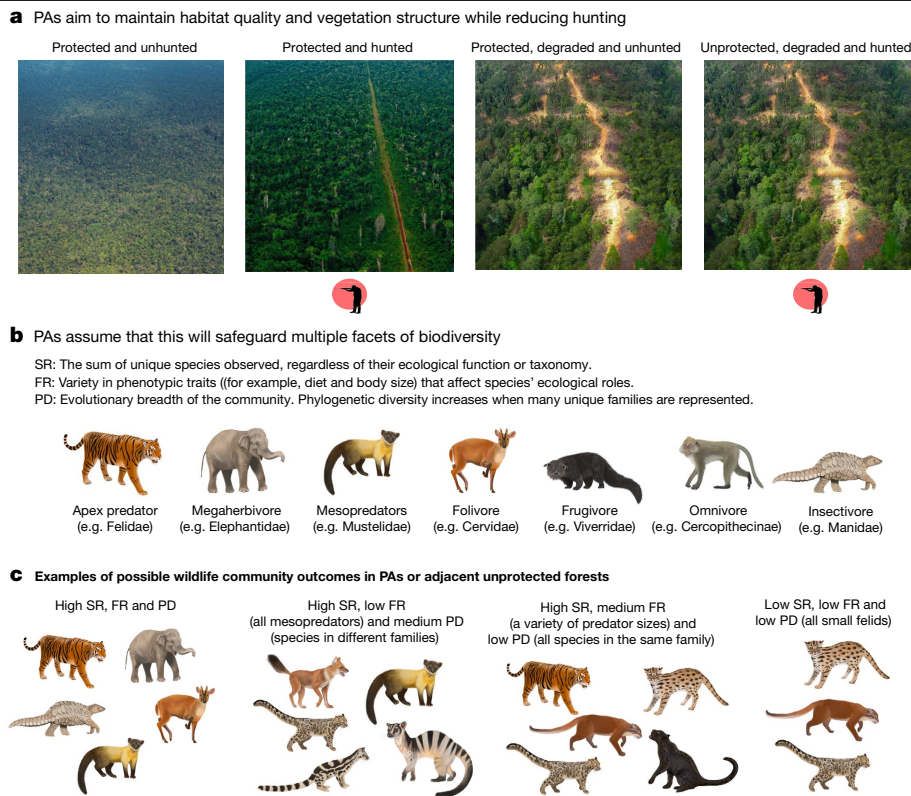 a PAs aim to maintain habitat quality and vegetation structure while reducing hunting
Protected and unhunted
Protected and hunted
Protected, degraded and unhunted
Unprotected, degraded and hunted
b PAs assume that this will safeguard multiple facets of biodiversity
SR: The sum of unique species observed, regardless of their ecological function or taxonomy.
FR: Variety in phenotypic traits ((for example, diet and body size) that affect species' ecological roles.
PD: Evolutionary breadth of the community. Phylogenetic diversity increases when many unique families are represented.
Apex predator
(e.g. Felidae)
Megaherbivore
(e.g. Elephantidae)
Mesopredators
(e.g. Mustelidae)
Folivore
(e.g. Cervidae)
Frugivore
(e.g. Viverridae)
Omnivore
(e.g. Cercopithecinae)
Insectivore
(e.g. Manidae)
c Examples of possible wildlife community outcomes in PAs or adjacent unprotected forests
High SR, FR and PD
High SR, low FR
(all mesopredators) and medium PD
(species in different families)
High SR, medium FR
(a variety of predator sizes) and
low PD (all species in the same family)
Low SR, low FR and
low PD (all small felids)